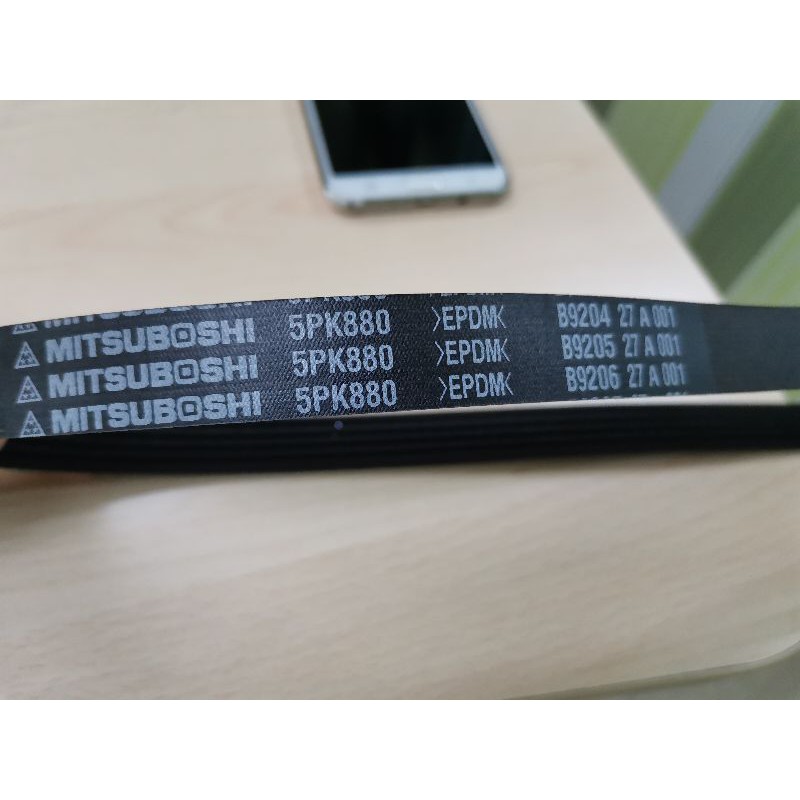 MITSUBOSHI 5PK880 >EPDM< B9204 27 A 001
MITSUBOSHI 5PK880 >EPDM< B9205 27 A 001
MITSUBOSHI 5PK880 >EPDM< B9206 27 A 001